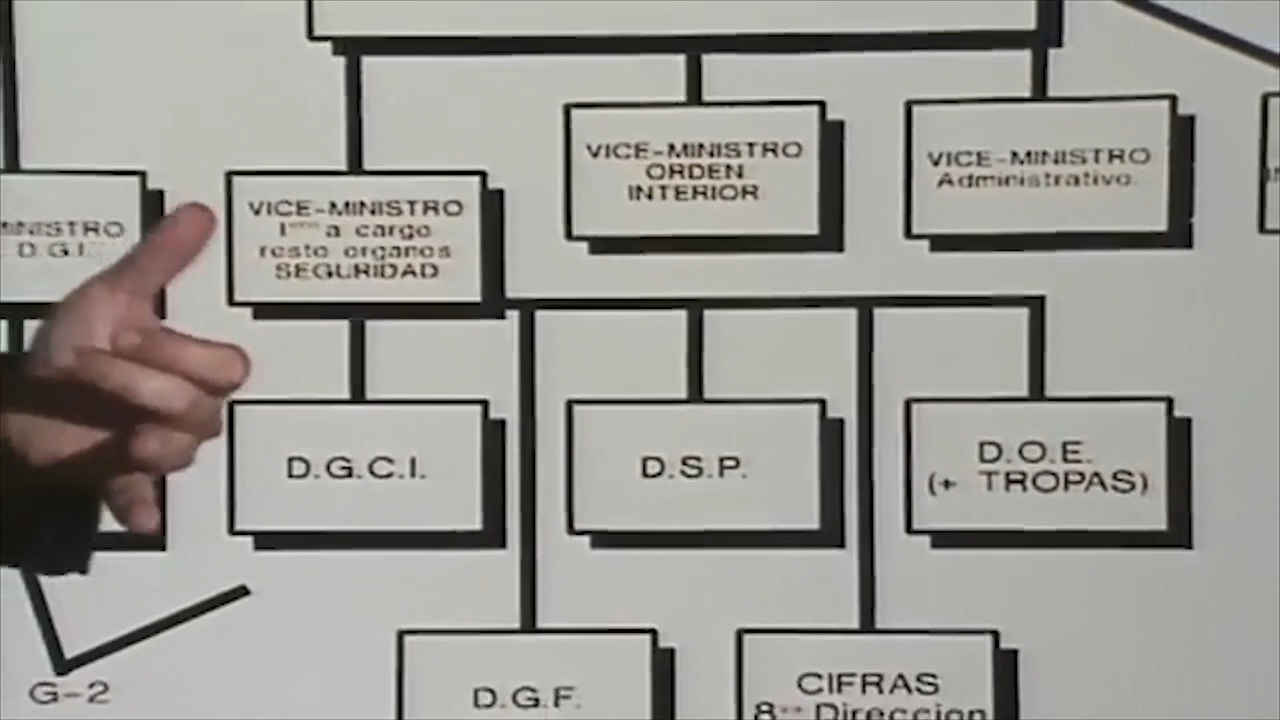 VICE-MINISTRO
ORDEN
INTERIOR
VICE-MINISTRO
Administrativo.
MINISTRO
D.G.I.
VICE-MINISTRO
1ero a cargo
resto organos
SEGURIDAD
D.G.C.I.
D.S.P.
D.O.E.
(+ TROPAS)
G-2
D.G.F.
CIFRAS
8va Direccion